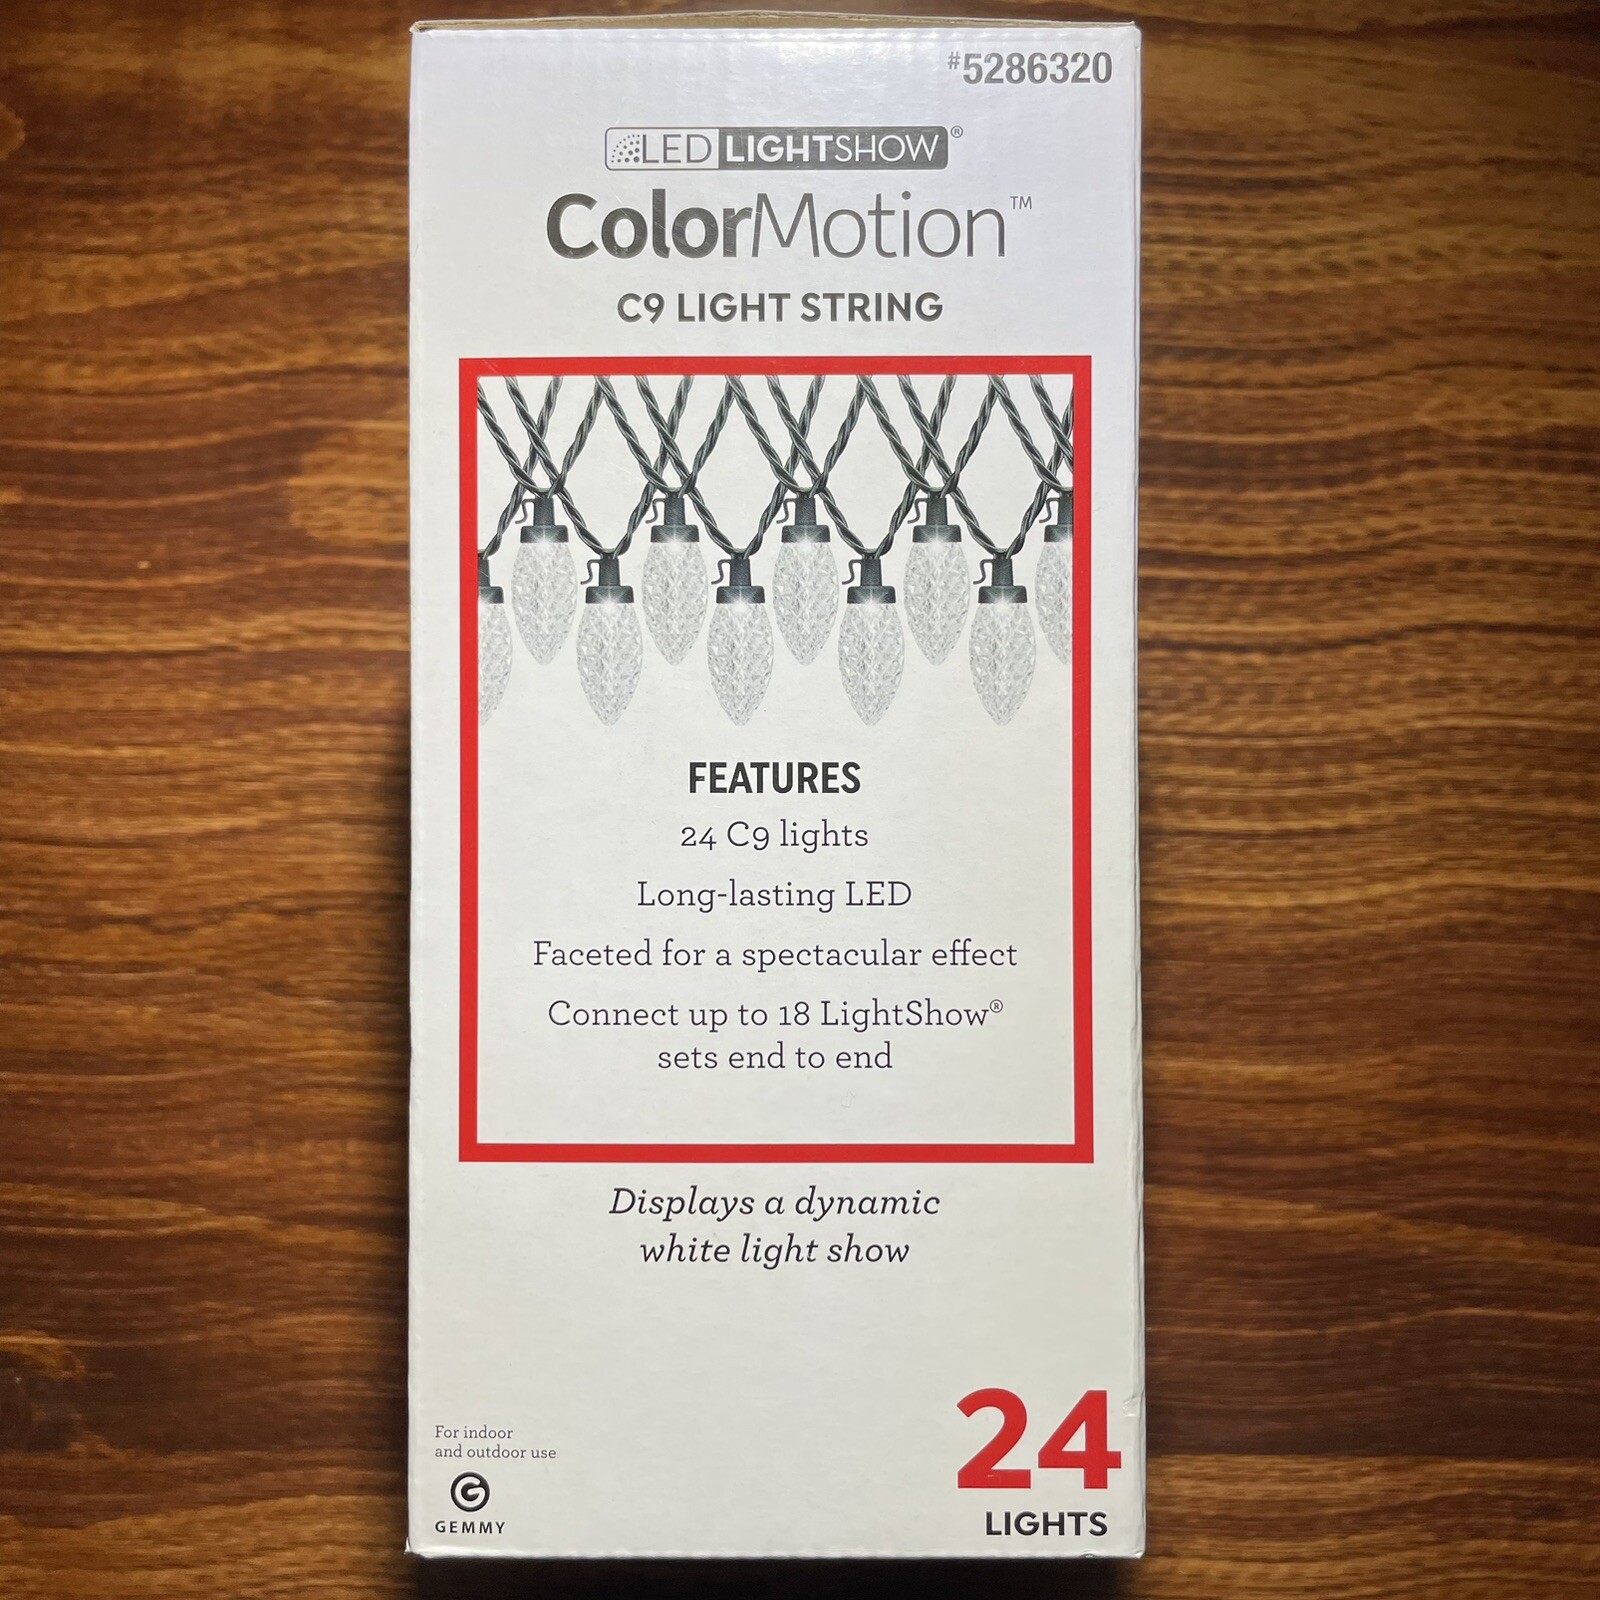 #5286320
LED LIGHTSHOW®
ColorMotion™
C9 LIGHT STRING
FEATURES
24 C9 lights
Long-lasting LED
Faceted for a spectacular effect
Connect up to 18 LightShow®
sets end to end
Displays a dynamic
white light show
For indoor
and outdoor use
G
GEMMY
24
LIGHTS